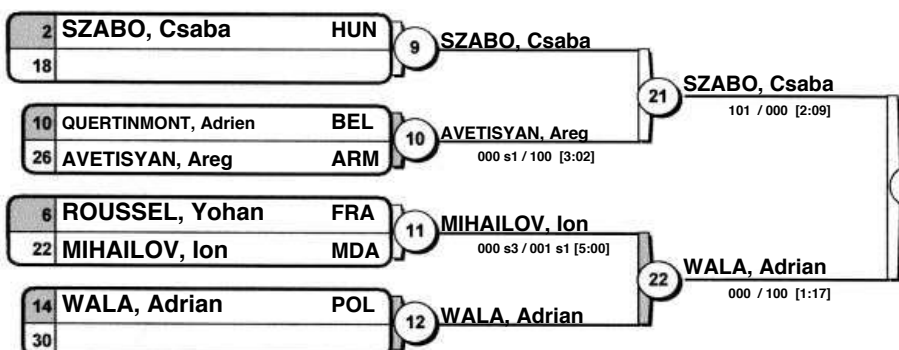 2 SZABO, Csaba HUN
18
9 SZABO, Csaba
10 QUERTINMONT, Adrien BEL
26 AVETISYAN, Areg ARM
10 AVETISYAN, Areg
000 s1 / 100 [3:02]
21 SZABO, Csaba
101 / 000 [2:09]
6 ROUSSEL, Yohan FRA
22 MIHAILOV, Ion MDA
11 MIHAILOV, Ion
000 s3 / 001 s1 [5:00]
14 WALA, Adrian POL
30
12 WALA, Adrian
22 WALA, Adrian
000 / 100 [1:17]